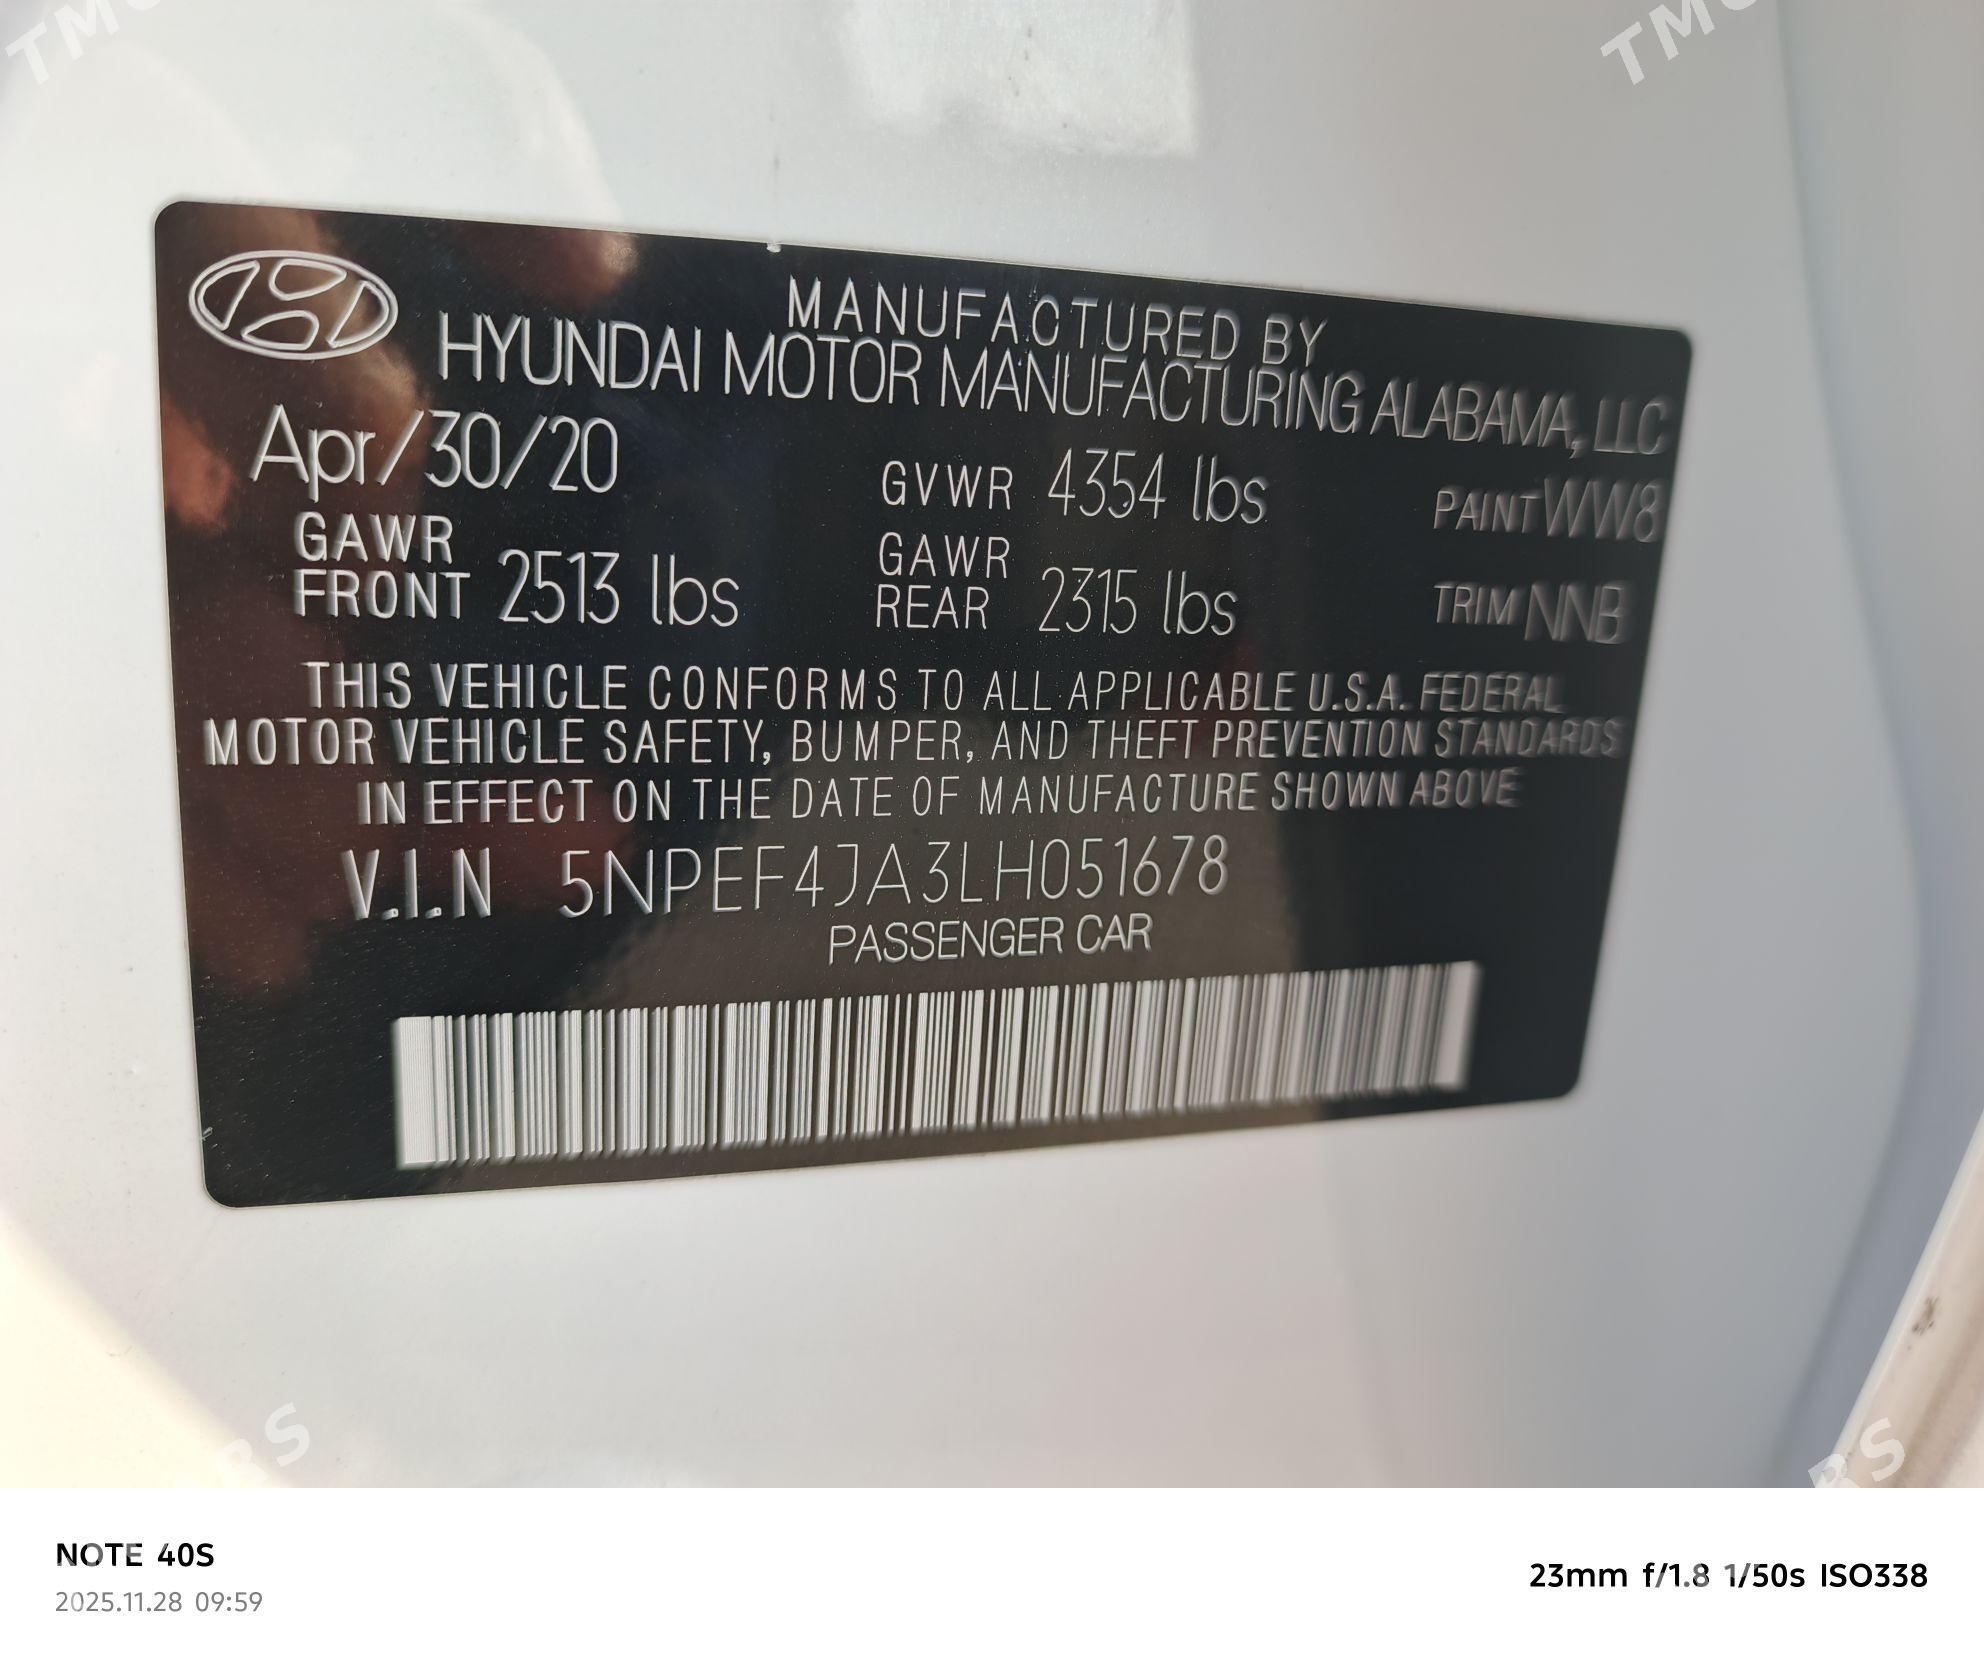 MANUFACTURED BY
HYUNDAI MOTOR MANUFACTURING ALABAMA, LLC
Apr/30/20 GVWR 4354 lbs PAINT WW8
GAWR FRONT 2513 lbs GAWR REAR 2315 lbs TRIM NNB
THIS VEHICLE CONFORMS TO ALL APPLICABLE U.S.A. FEDERAL
MOTOR VEHICLE SAFETY, BUMPER, AND THEFT PREVENTION STANDARDS
IN EFFECT ON THE DATE OF MANUFACTURE SHOWN ABOVE
V.I.N 5NPEF4JA3LH051678
PASSENGER CAR
NOTE 40S
2025.11.28 09:59
23mm f/1.8 1/50s ISO338